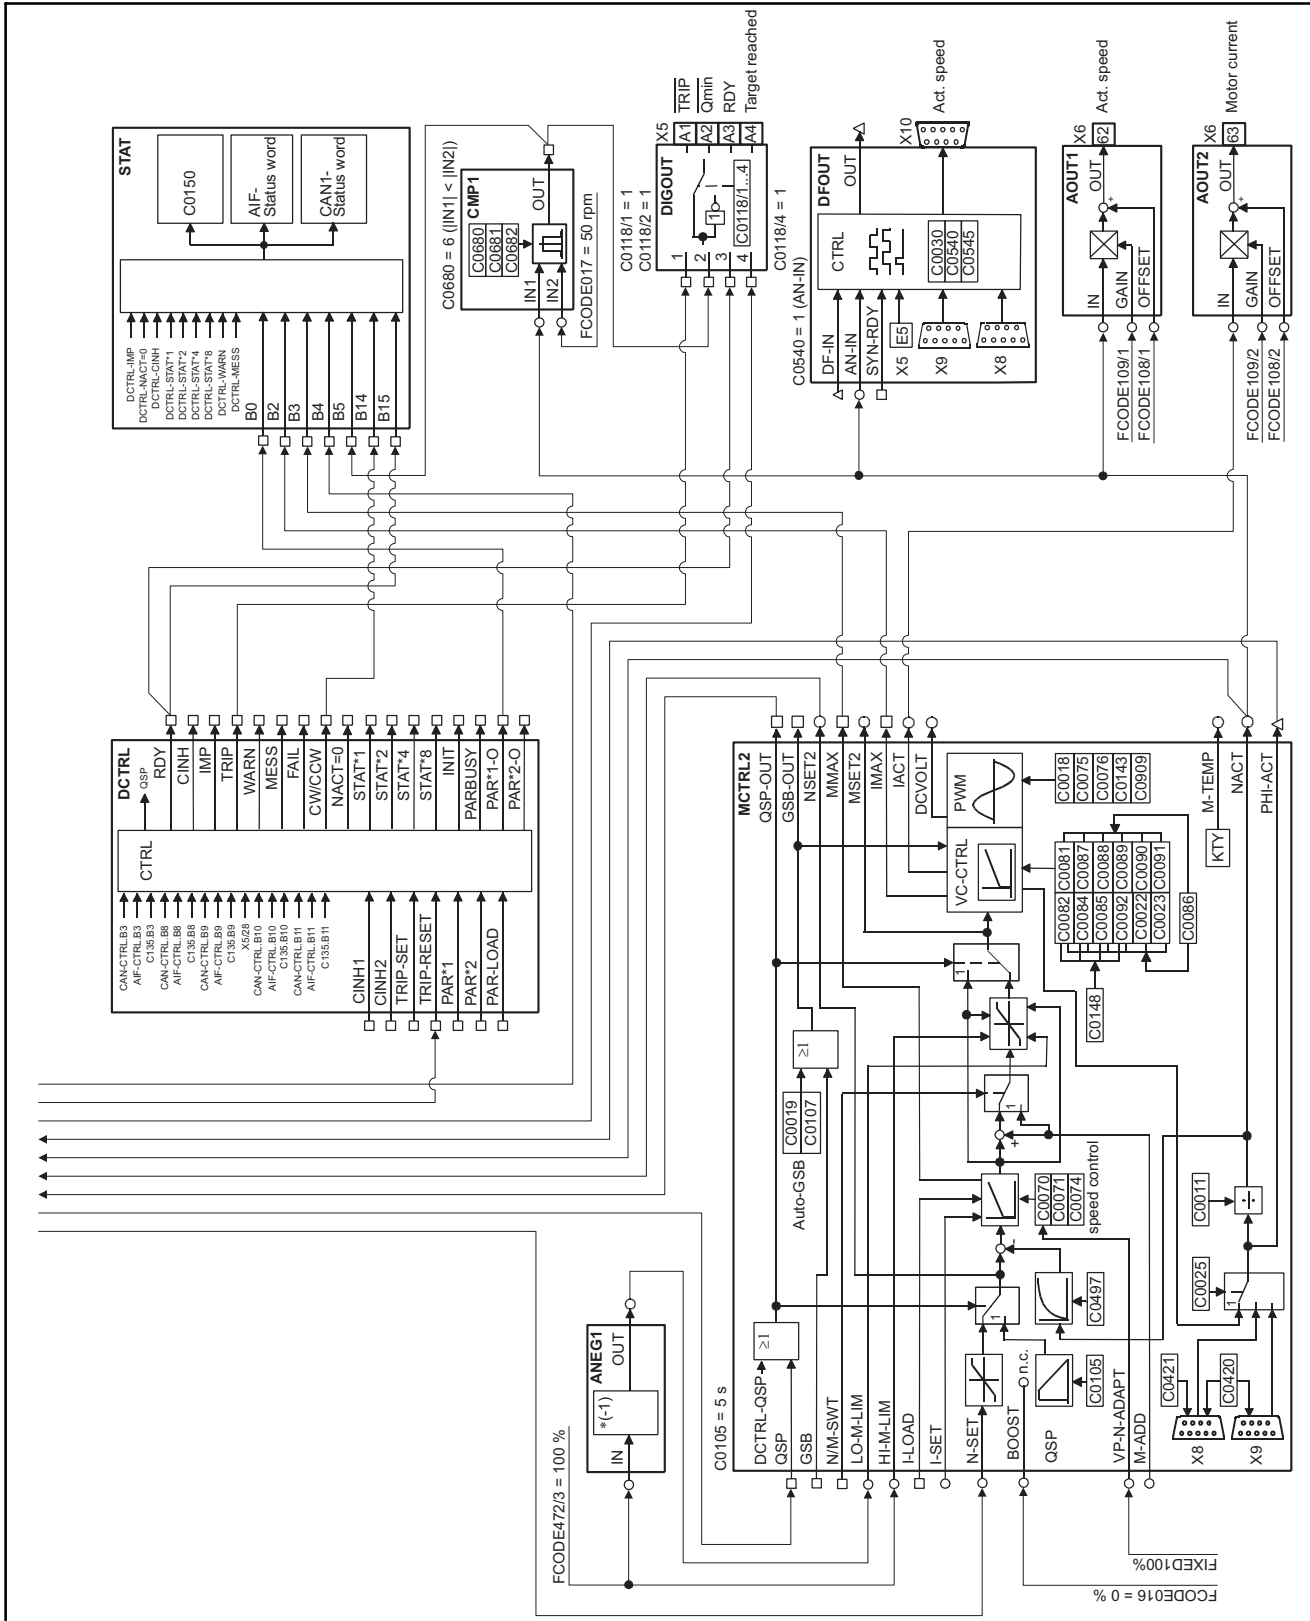 STAT
C0150
AIF-
Status word
CAN1-
Status word
DCTRL-IMP
DCTRL-NACT=0
DCTRL-CINH
DCTRL-STAT*1
DCTRL-STAT*2
DCTRL-STAT*4
DCTRL-STAT*8
DCTRL-WARN
DCTRL-MESS
B0
B2
B3
B4
B5
B14
B15
C0680 = 6 (|IN1| < |IN2|)
CMP1
C0680
C0681
C0682
IN1
IN2
OUT
FCODE017 = 50 rpm
C0118/1 = 1
C0118/2 = 1
DIGOUT
1
2
3
4
1
C0118/1...4
C0118/4 = 1
X5
A1
A2
A3
A4
TRIP
Qmin
RDY
Target reached
C0540 = 1 (AN-IN)
DFOUT
CTRL
OUT
DF-IN
AN-IN
SYN-RDY
X5
E5
X9
X8
C0030
C0540
C0545
X10
Act. speed
AOUT1
IN
GAIN
OFFSET
OUT
+
X6
62
Act. speed
FCODE109/1
FCODE108/1
AOUT2
IN
GAIN
OFFSET
OUT
+
X6
63
Motor current
FCODE109/2
FCODE108/2
DCTRL
CTRL
QSP
CAN-CTRL.B3
AIF-CTRL.B3
C135.B3
CAN-CTRL.B8
AIF-CTRL.B8
C135.B8
CAN-CTRL.B9
AIF-CTRL.B9
C135.B9
X5/28
CAN-CTRL.B10
AIF-CTRL.B10
C135.B10
CAN-CTRL.B11
AIF-CTRL.B11
C135.B11
CINH1
CINH2
TRIP-SET
TRIP-RESET
PAR*1
PAR*2
PAR-LOAD
RDY
CINH
IMP
TRIP
WARN
MESS
FAIL
CW/CCW
NACT=0
STAT*1
STAT*2
STAT*4
STAT*8
INIT
PARBUSY
PAR*1-O
PAR*2-O
FCODE472/3 = 100 %
ANEG1
*(-1)
IN
OUT
C0105 = 5 s
MCTRL2
DCTRL-QSP
QSP
GSB
N/M-SWT
LO-M-LIM
HI-M-LIM
I-LOAD
I-SET
N-SET
BOOST
n.c.
QSP
VP-N-ADAPT
M-ADD
X8
X9
≥1
Auto-GSB
C0019
C0107
≥1
1
C0105
C0497
-
C0070
C0071
C0074
speed control
+
1
1
VC-CTRL
PWM
C0018
C0075
C0076
C0143
C0909
C0082
C0084
C0085
C0092
C0022
C0023
C0081
C0087
C0088
C0089
C0090
C0091
C0086
C0148
KTY
C0421
C0420
C0025
1
C0011
÷
QSP-OUT
GSB-OUT
NSET2
MMAX
MSET2
IMAX
IACT
DCVOLT
M-TEMP
NACT
PHI-ACT
FIXED100%
FCODE016 = 0 %